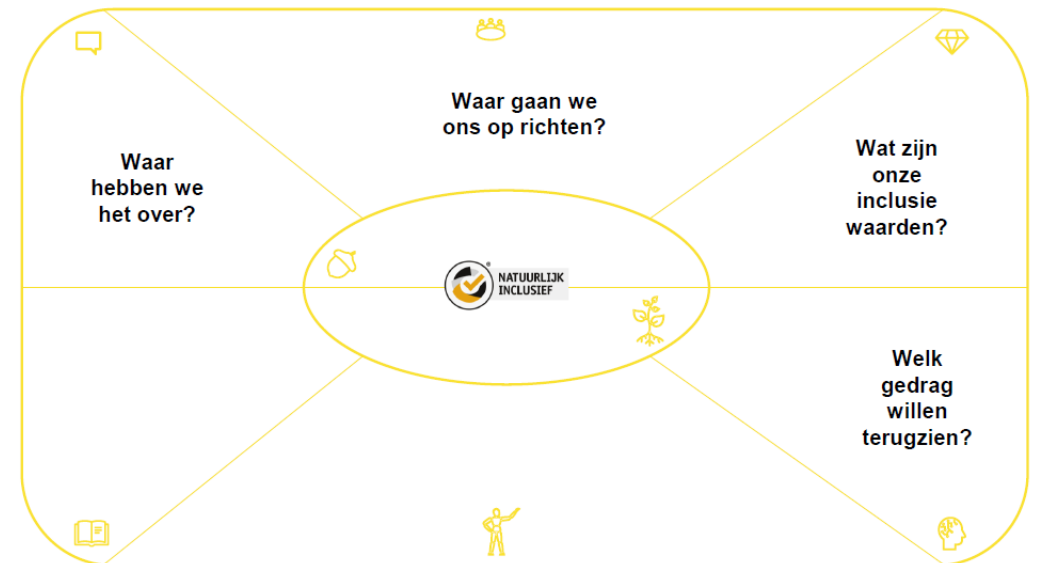 Waar
hebben we
het over?
Waar gaan we
ons op richten?
Wat zijn
onze
inclusie
waarden?
NATUURLIJK
INCLUSIEF
Welk
gedrag
willen
terugzien?